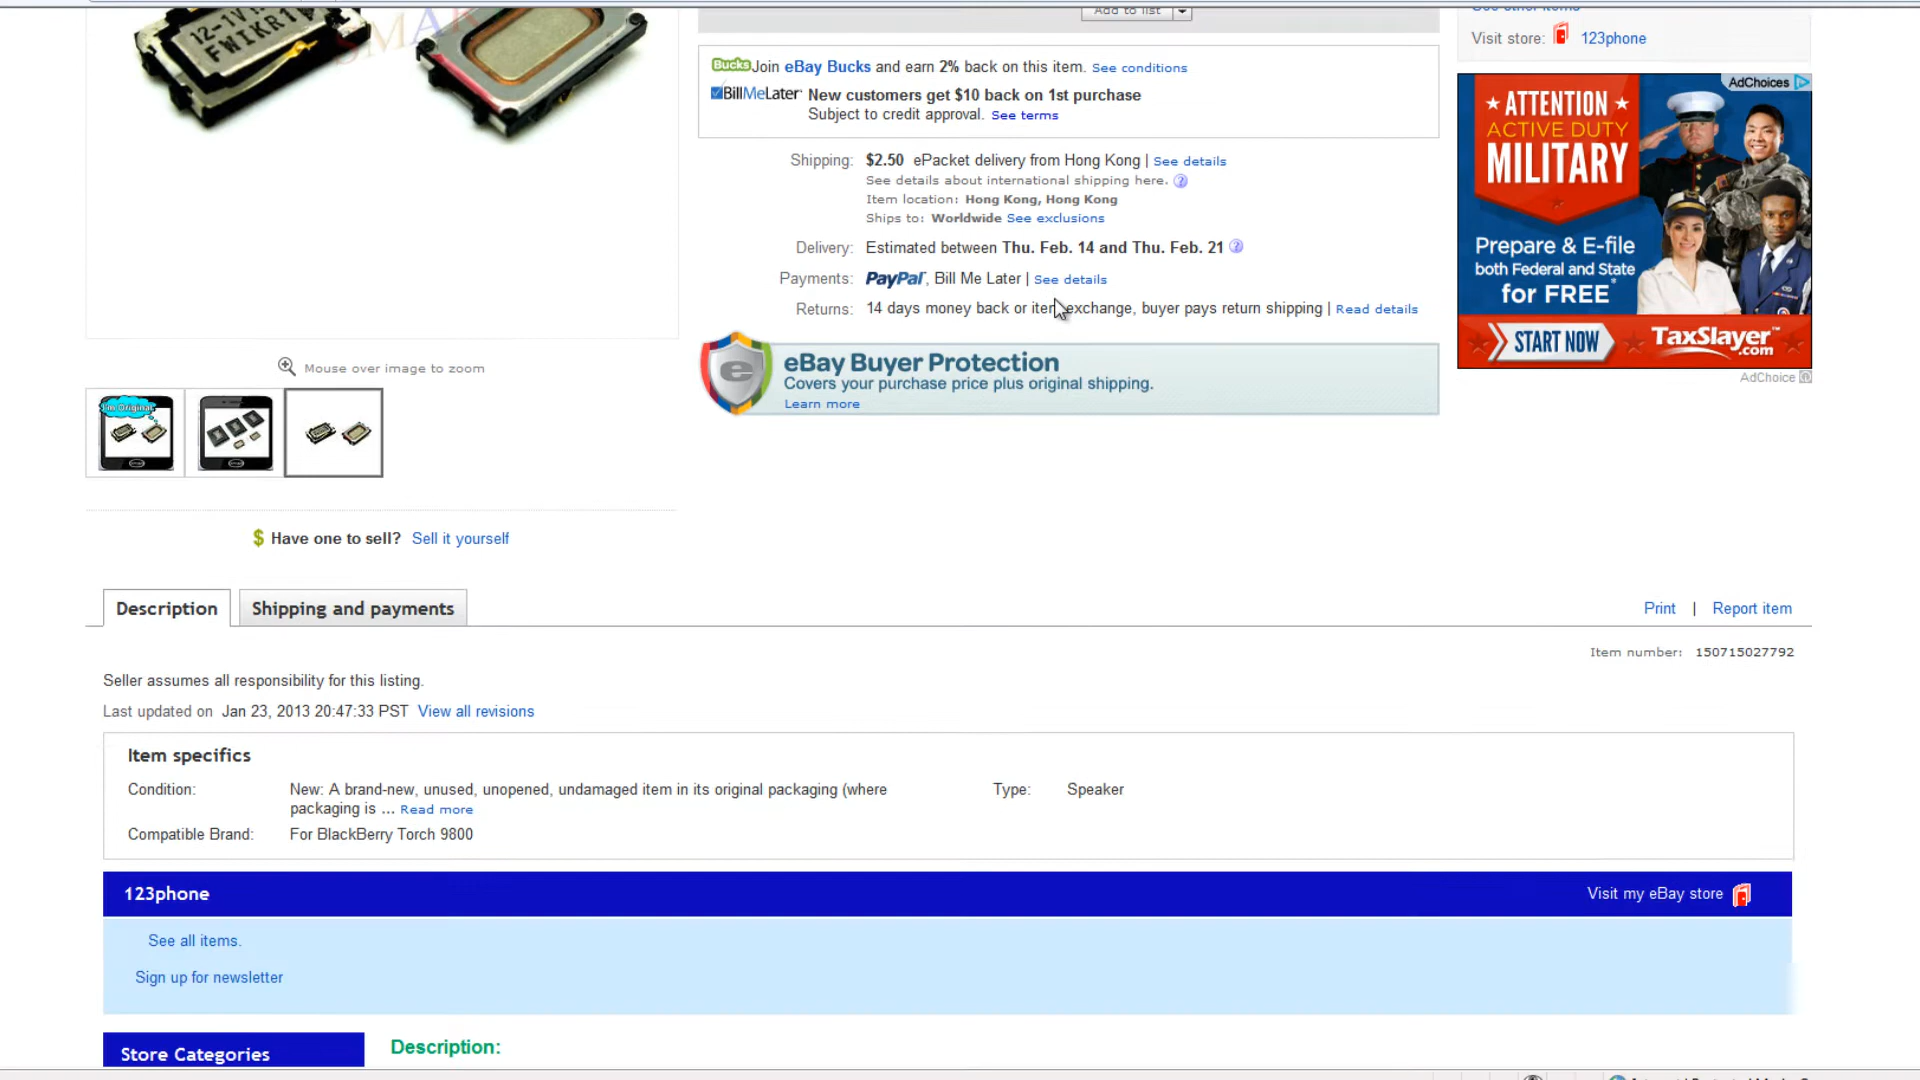 12-1V
FWIKR1
SMAK
Add to list
Visit store: 123phone
Bucks Join eBay Bucks and earn 2% back on this item. See conditions
BillMeLater New customers get $10 back on 1st purchase
Subject to credit approval. See terms
AdChoices
★ ATTENTION ★
ACTIVE DUTY
MILITARY
Prepare & E-file
both Federal and State
for FREE*
START NOW
TaxSlayer™
.com
AdChoice
Shipping: $2.50 ePacket delivery from Hong Kong | See details
See details about international shipping here.
Item location: Hong Kong, Hong Kong
Ships to: Worldwide See exclusions
Delivery: Estimated between Thu. Feb. 14 and Thu. Feb. 21
Payments: PayPal, Bill Me Later | See details
Returns: 14 days money back or item exchange, buyer pays return shipping | Read details
eBay Buyer Protection
Covers your purchase price plus original shipping.
Learn more
Mouse over image to zoom
I'm Original
$ Have one to sell? Sell it yourself
Description
Shipping and payments
Print | Report item
Item number: 150715027792
Seller assumes all responsibility for this listing.
Last updated on Jan 23, 2013 20:47:33 PST View all revisions
Item specifics
Condition: New: A brand-new, unused, unopened, undamaged item in its original packaging (where
packaging is ... Read more
Type: Speaker
Compatible Brand: For BlackBerry Torch 9800
123phone
Visit my eBay store
See all items.
Sign up for newsletter
Store Categories
Description: